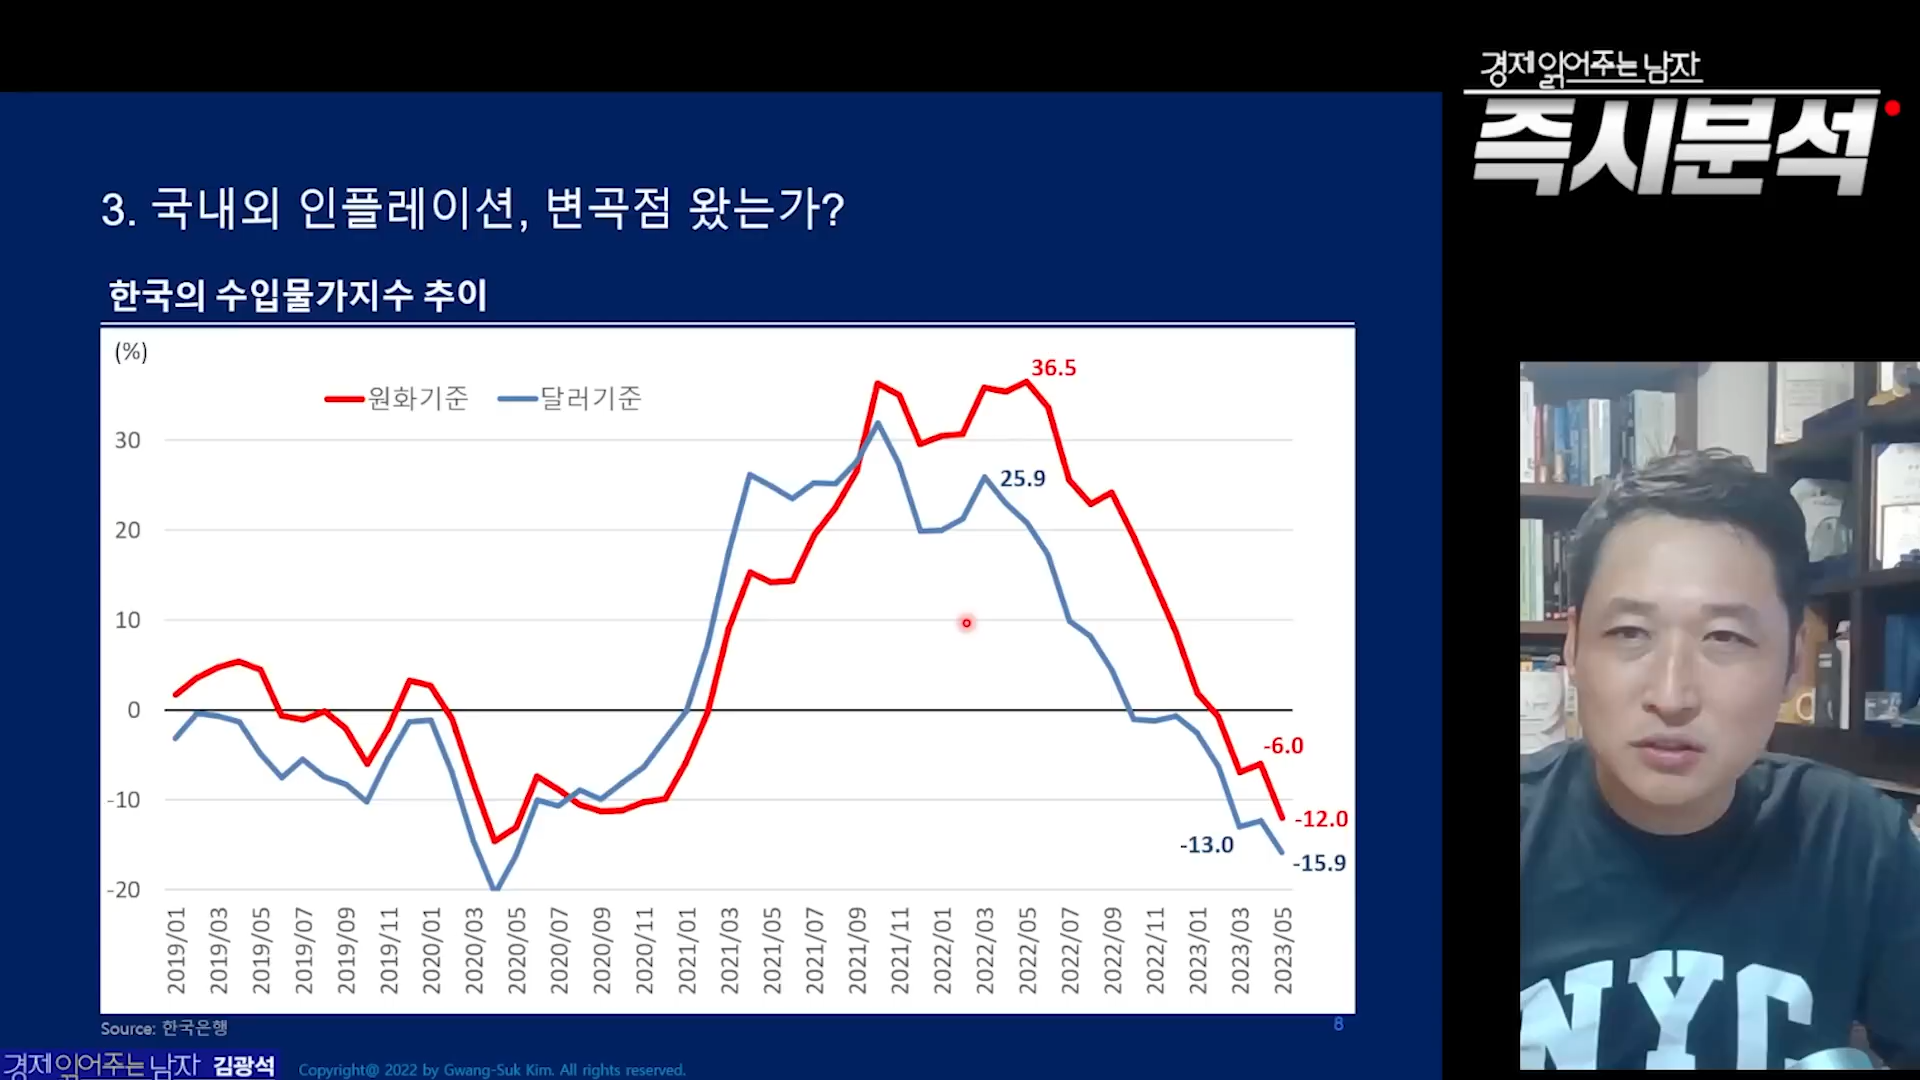 경제읽어주는남자
즉시분석
3. 국내외 인플레이션, 변곡점 왔는가?
한국의 수입물가지수 추이
(%)
원화기준 달러기준
36.5
25.9
-6.0
-12.0
-13.0
-15.9
30
20
10
0
-10
-20
2019/01 2019/03 2019/05 2019/07 2019/09 2019/11 2020/01 2020/03 2020/05 2020/07 2020/09 2020/11 2021/01 2021/03 2021/05 2021/07 2021/09 2021/11 2022/01 2022/03 2022/05 2022/07 2022/09 2022/11 2023/01 2023/03 2023/05
Source: 한국은행
8
경제읽어주는남자 김광석
Copyright@ 2022 by Gwang-Suk Kim. All rights reserved.
NYC